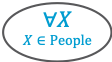 ∀X
X ∈ People